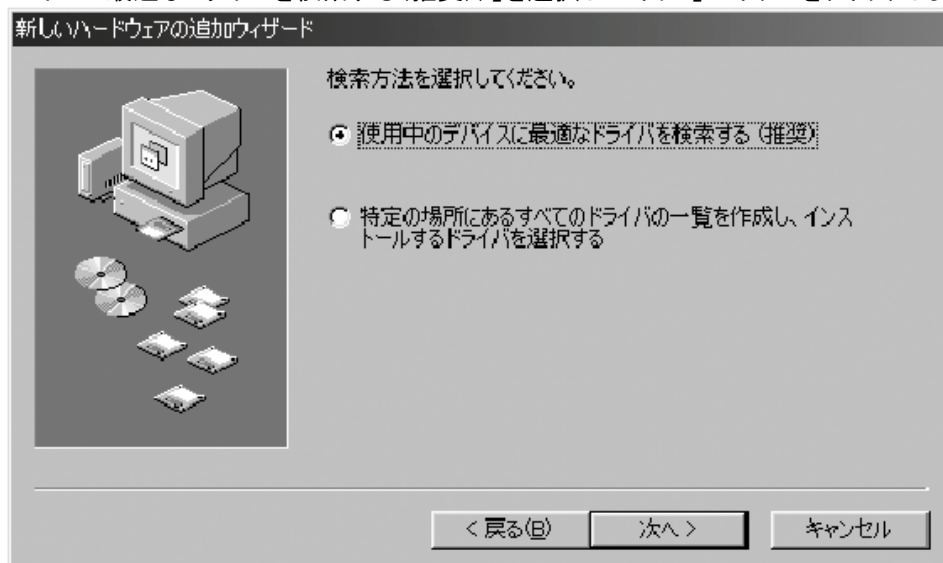 新しいハードウェアの追加ウィザード
検索方法を選択してください。
使用中のデバイスに最適なドライバを検索する (推奨)
特定の場所にあるすべてのドライバの一覧を作成し、インス
トールするドライバを選択する
< 戻る(B)
次へ >
キャンセル